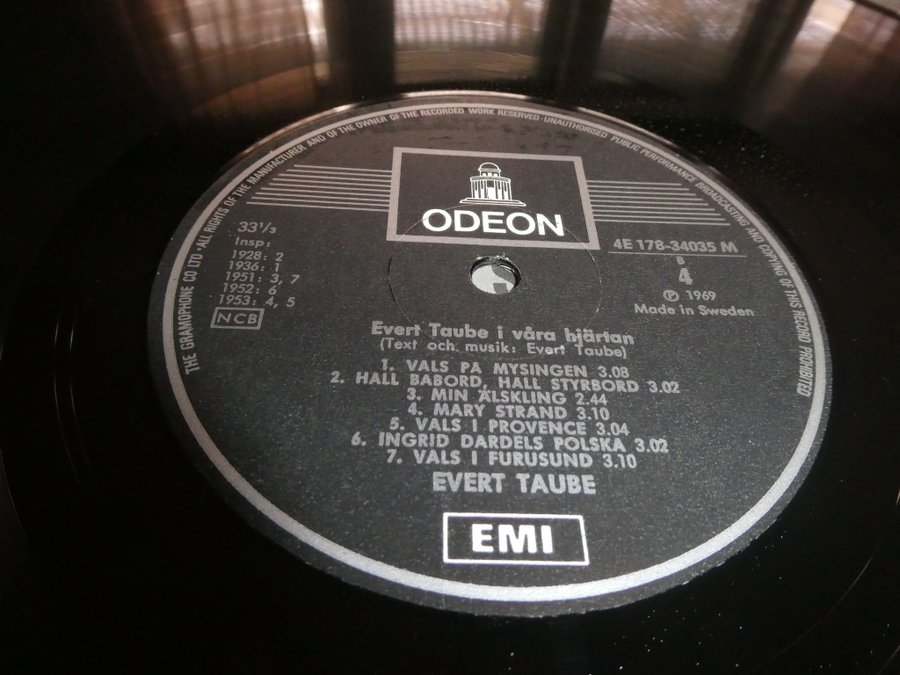 THE GRAMOPHONE CO LTD · ALL RIGHTS OF THE MANUFACTURER AND OF THE OWNER OF THE RECORDED WORK RESERVED · UNAUTHORISED PUBLIC PERFORMANCE BROADCASTING AND COPYING OF THIS RECORD PROHIBITED
ODEON
33 1/3
Insp:
1928: 2
1936: 1
1951: 3, 7
1952: 6
1953: 4, 5
NCB
4E 178-34035 M
B
4
℗ 1969
Made in Sweden
Evert Taube i våra hjärtan
(Text och musik: Evert Taube)
1. VALS PÅ MYSINGEN 3.08
2. HALL BABORD, HALL STYRBORD 3.02
3. MIN ÄLSKLING 2.44
4. MARY STRAND 3.10
5. VALS I PROVENCE 3.04
6. INGRID DARDELS POLSKA 3.02
7. VALS I FURUSUND 3.10
EVERT TAUBE
EMI